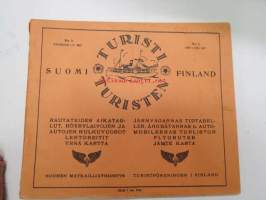 TURISTI
TURISTEN
SUOMI
FINLAND
RAUTATEIDEN AIKATAU-
LUT, HÖYRYLAIVOJEN JA
AUTOJEN KULKUVUOROT
LENTOREITIT
YNNÄ KARTTA
JÄRNVÄGARNAS TIDTABEL-
LER, ÅNGBÅTARNAS & AUTO-
MOBILERNAS TURLISTOR
FLYGRUTER
JÄMTE KARTA
SUOMEN MATKAILIJAYHDISTYS
TURISTFÖRENINGEN I FINLAND